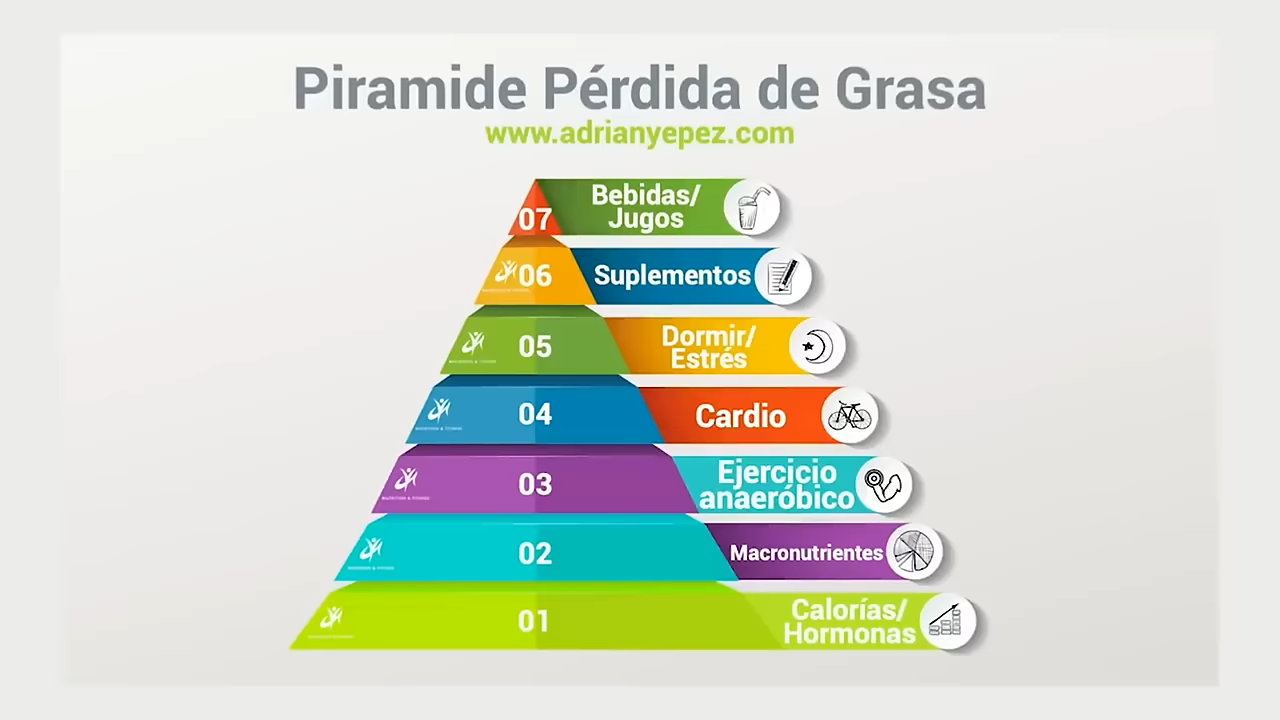 Piramide Pérdida de Grasa
www.adrianyepez.com
07
Bebidas/
Jugos
06
Suplementos
05
Dormir/
Estrés
04
Cardio
03
Ejercicio
anaeróbico
02
Macronutrientes
01
Calorías/
Hormonas